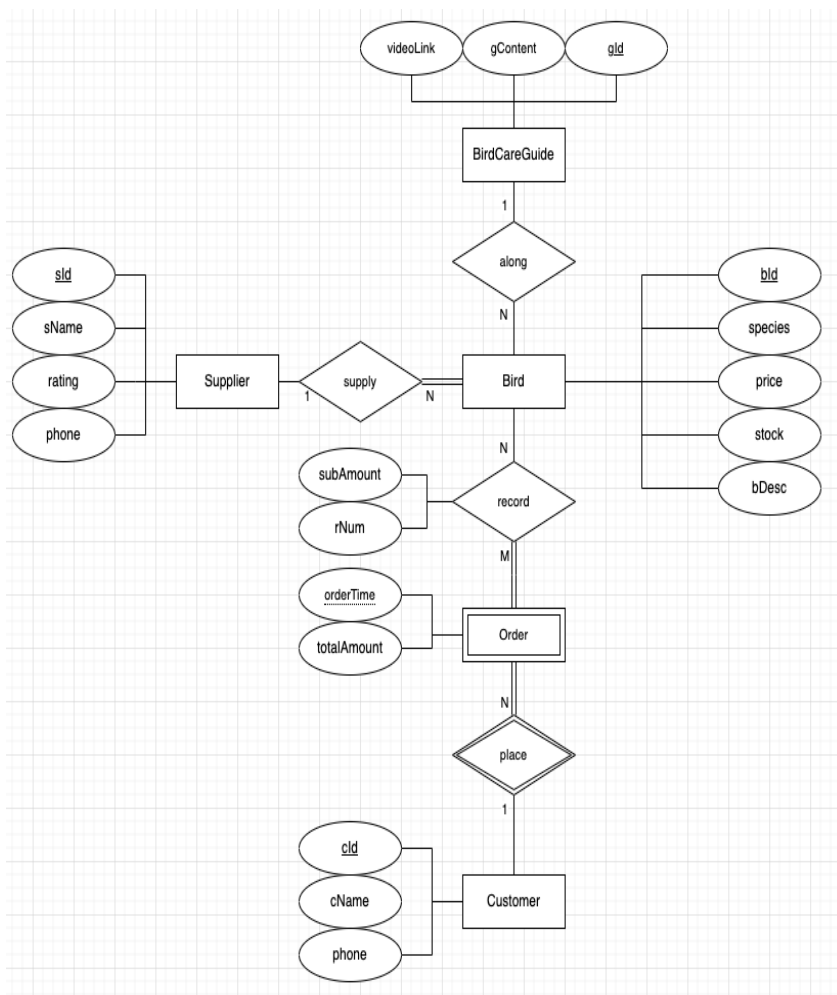 videoLink
gContent
gId
BirdCareGuide
1
along
N
sId
sName
rating
phone
Supplier
1
supply
N
Bird
bId
species
price
stock
bDesc
N
subAmount
rNum
record
M
orderTime
totalAmount
Order
N
place
1
cId
cName
phone
Customer